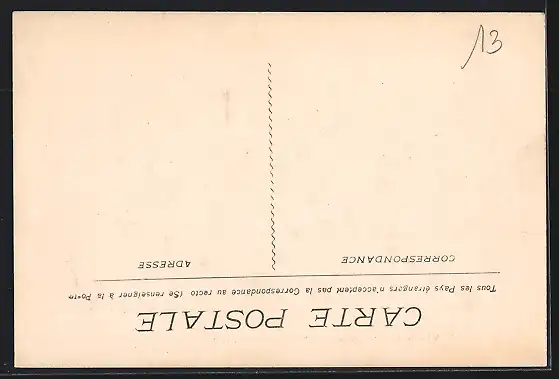 CARTE POSTALE
Tous les Pays étrangers n'acceptent pas la Correspondance au recto (Se renseigner à la Poste
CORRESPONDANCE
ADRESSE
13